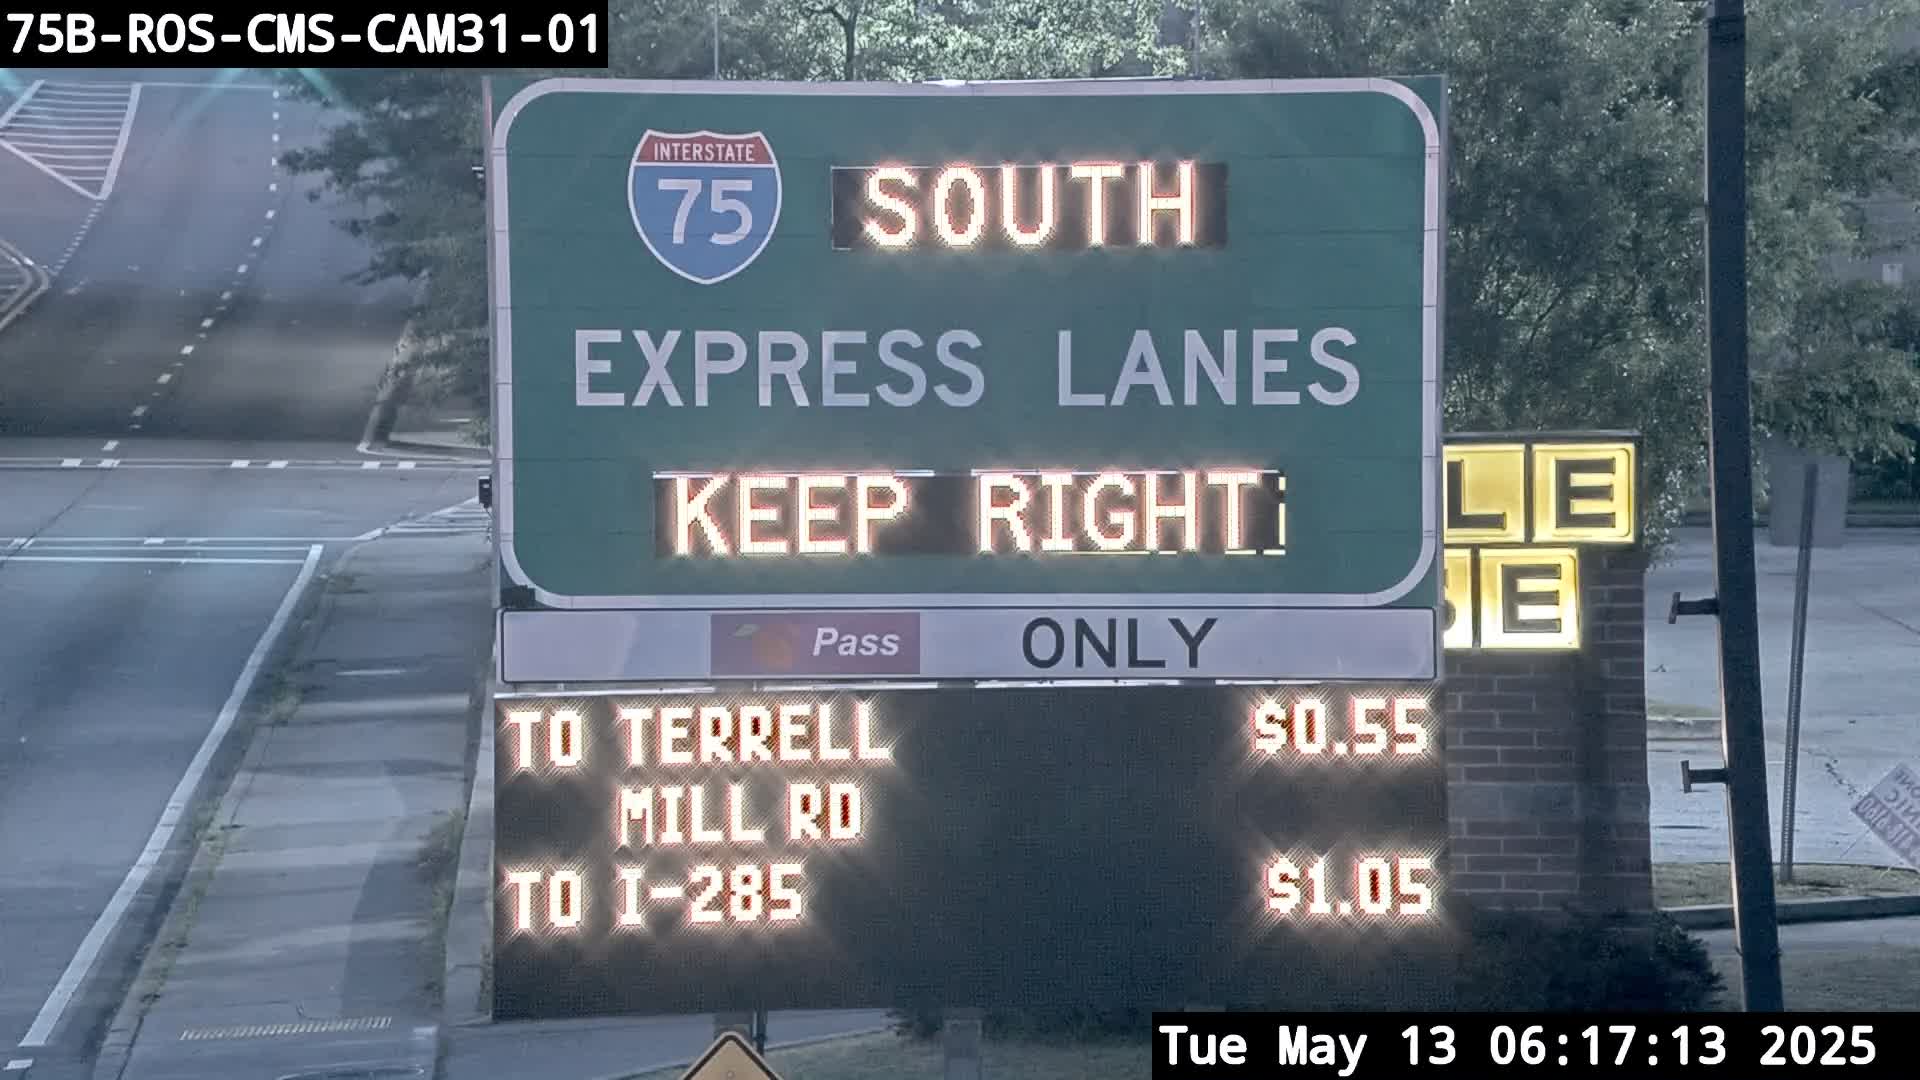 75B-ROS-CMS-CAM31-01
INTERSTATE
75
SOUTH
EXPRESS LANES
KEEP RIGHT
Pass ONLY
TO TERRELL $0.55
MILL RD
TO I-285 $1.05
LE
E
Tue May 13 06:17:13 2025